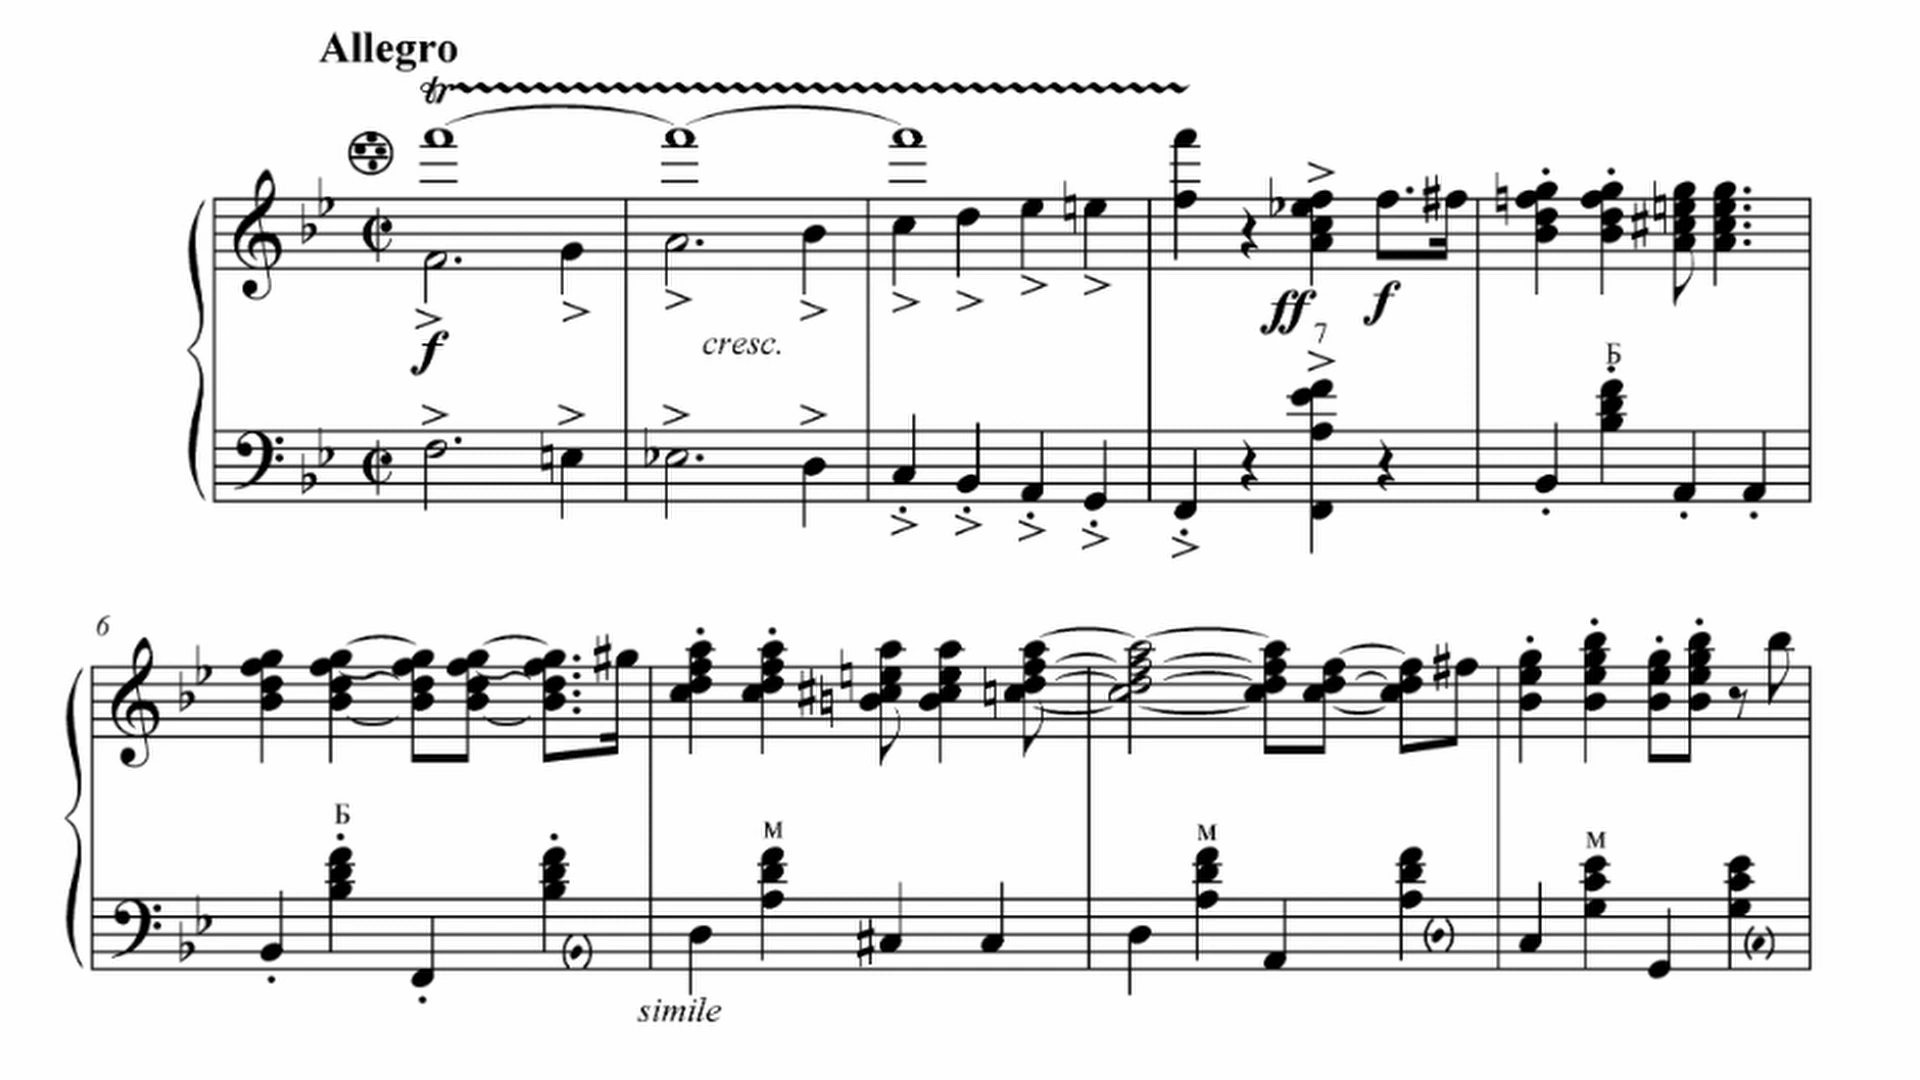 Allegro
tr
ff f
7
f cresc.
Б
6
Б М М М
simile